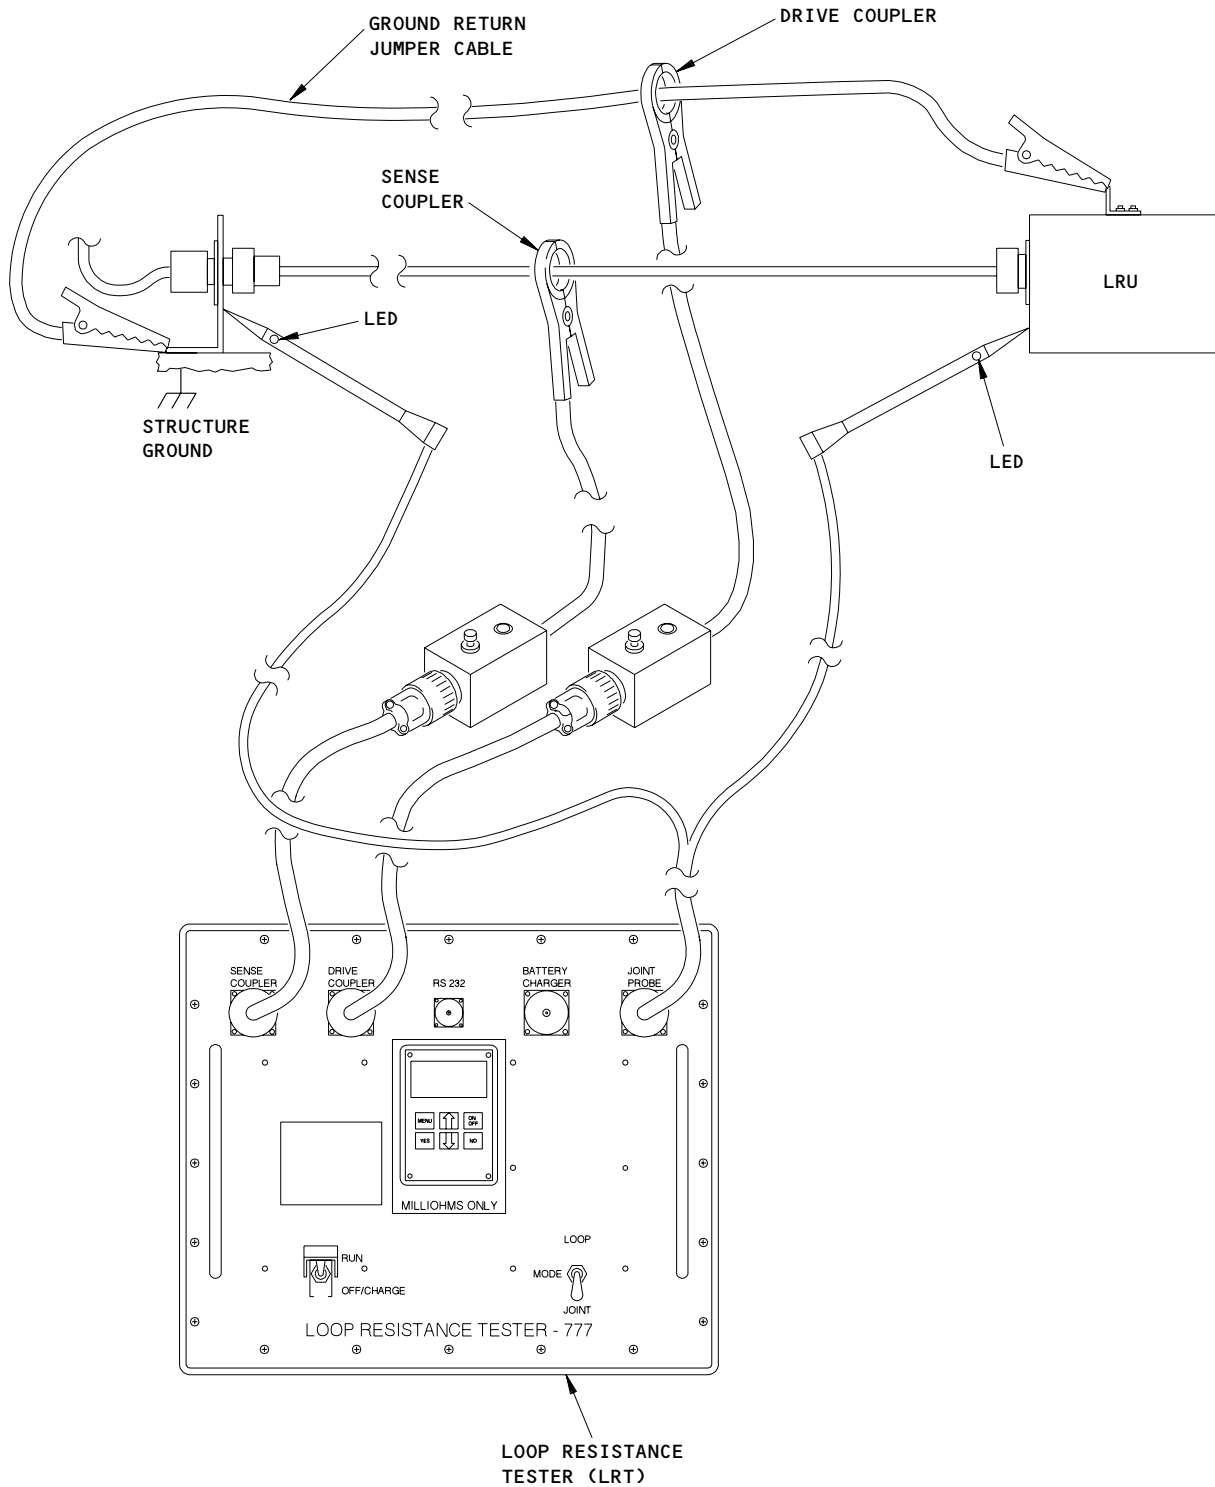 GROUND RETURN
JUMPER CABLE
DRIVE COUPLER
SENSE
COUPLER
LRU
LED
STRUCTURE
GROUND
LED
SENSE
COUPLER
DRIVE
COUPLER
RS 232
BATTERY
CHARGER
JOINT
PROBE
MENU
ON
OFF
YES
NO
MILLIOHMS ONLY
RUN
OFF/CHARGE
LOOP
MODE
JOINT
LOOP RESISTANCE TESTER - 777
LOOP RESISTANCE
TESTER (LRT)